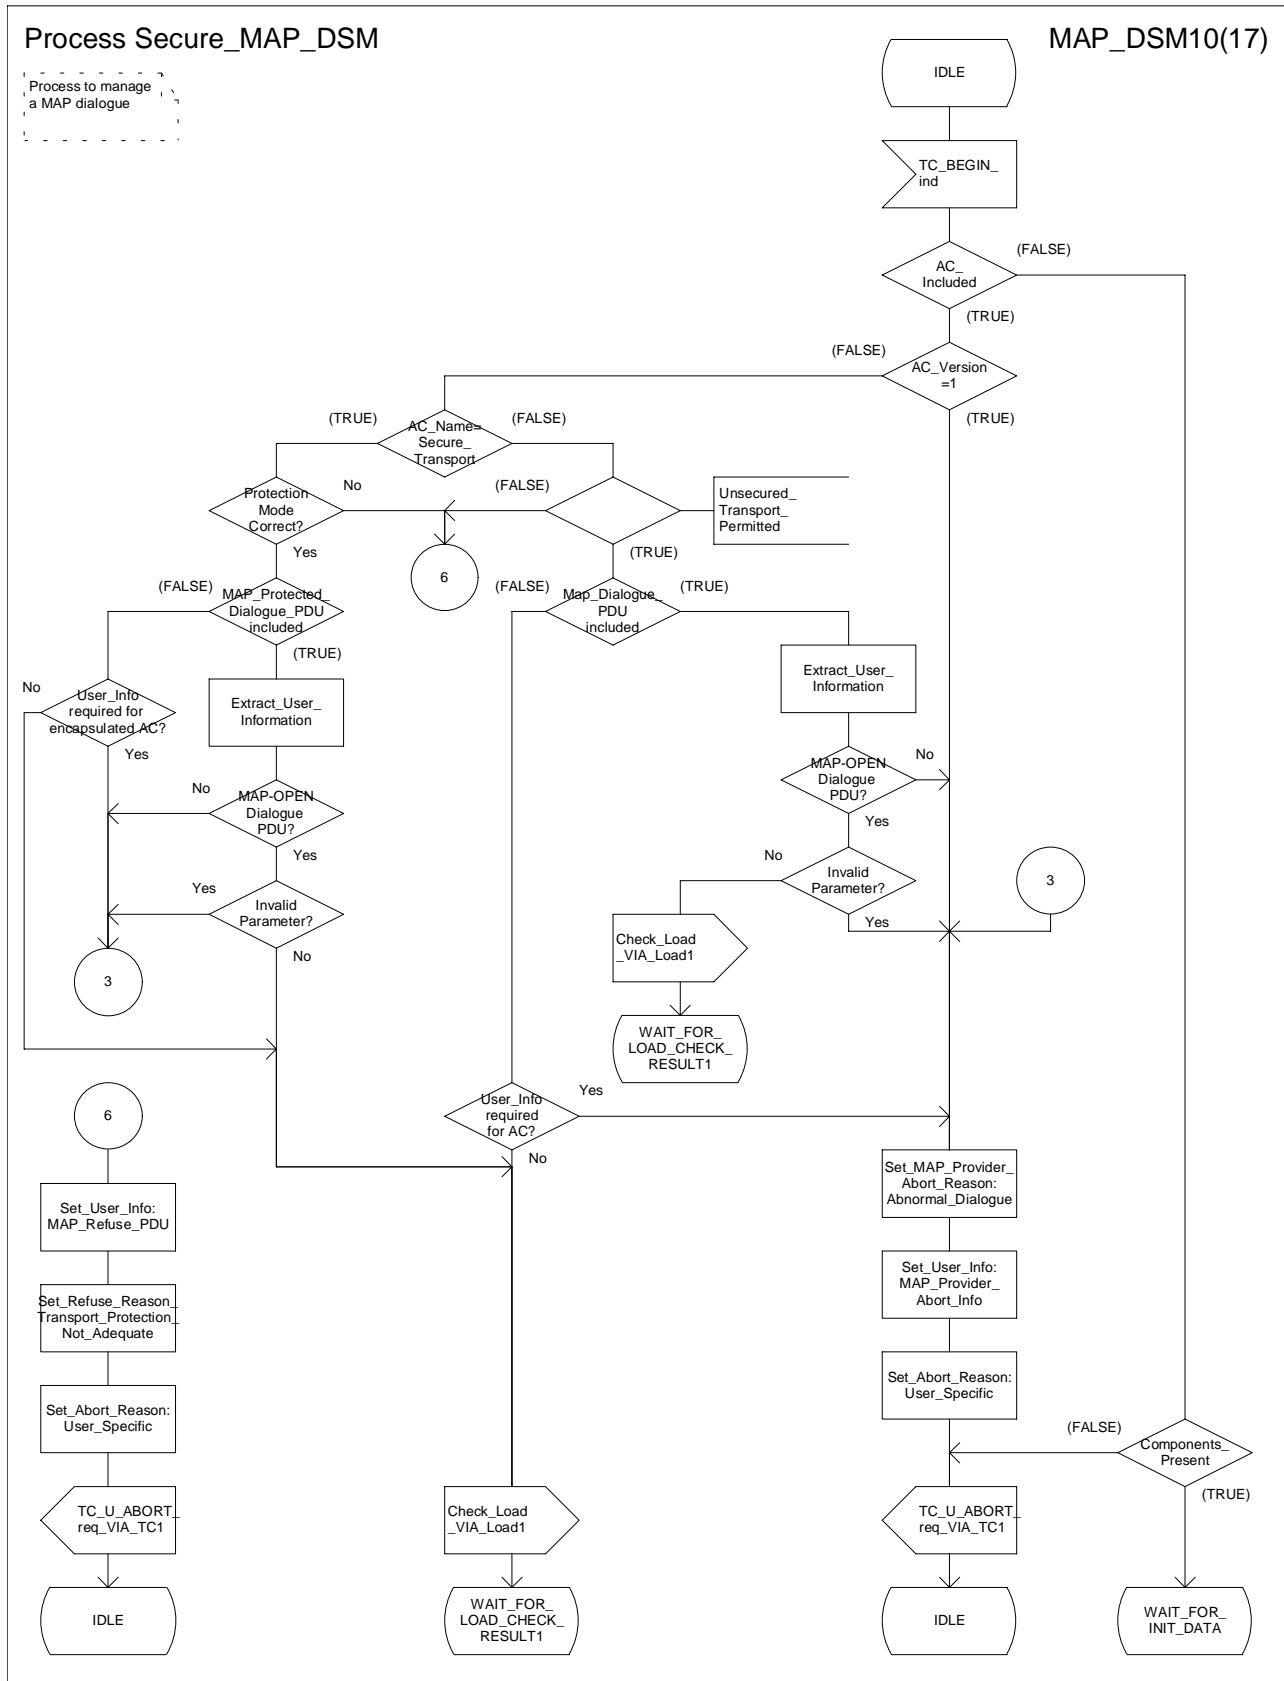 Process Secure_MAP_DSM
MAP_DSM10(17)
Process to manage
a MAP dialogue
IDLE
TC_BEGIN_
ind
(FALSE)
AC_
Included
(TRUE)
(FALSE)
AC_Version
=1
(TRUE)
(TRUE)
(FALSE)
AC_Name=
Secure_
Transport
Protection
Mode
Correct?
No
(FALSE)
Unsecured_
Transport_
Permitted
Yes
(TRUE)
6
(FALSE)
MAP_Protected_
Dialogue_PDU
included
(TRUE)
(FALSE)
Map_Dialogue_
PDU
included
(TRUE)
No
User_Info
required for
encapsulated AC?
Yes
Extract_User_
Information
Extract_User_
Information
No
MAP-OPEN
Dialogue
PDU?
Yes
MAP-OPEN
Dialogue
PDU?
No
Yes
Yes
Invalid
Parameter?
No
No
Invalid
Parameter?
Yes
3
3
Check_Load
_VIA_Load1
WAIT_FOR_
LOAD_CHECK_
RESULT1
6
User_Info
required
for AC?
Yes
No
Set_User_Info:
MAP_Refuse_PDU
Set_MAP_Provider_
Abort_Reason:
Abnormal_Dialogue
Set_Refuse_Reason_
Transport_Protection_
Not_Adequate
Set_User_Info:
MAP_Provider_
Abort_Info
Set_Abort_Reason:
User_Specific
Set_Abort_Reason:
User_Specific
(FALSE)
Components_
Present
(TRUE)
TC_U_ABORT_
req_VIA_TC1
Check_Load
_VIA_Load1
TC_U_ABORT_
req_VIA_TC1
IDLE
WAIT_FOR_
LOAD_CHECK_
RESULT1
IDLE
WAIT_FOR_
INIT_DATA